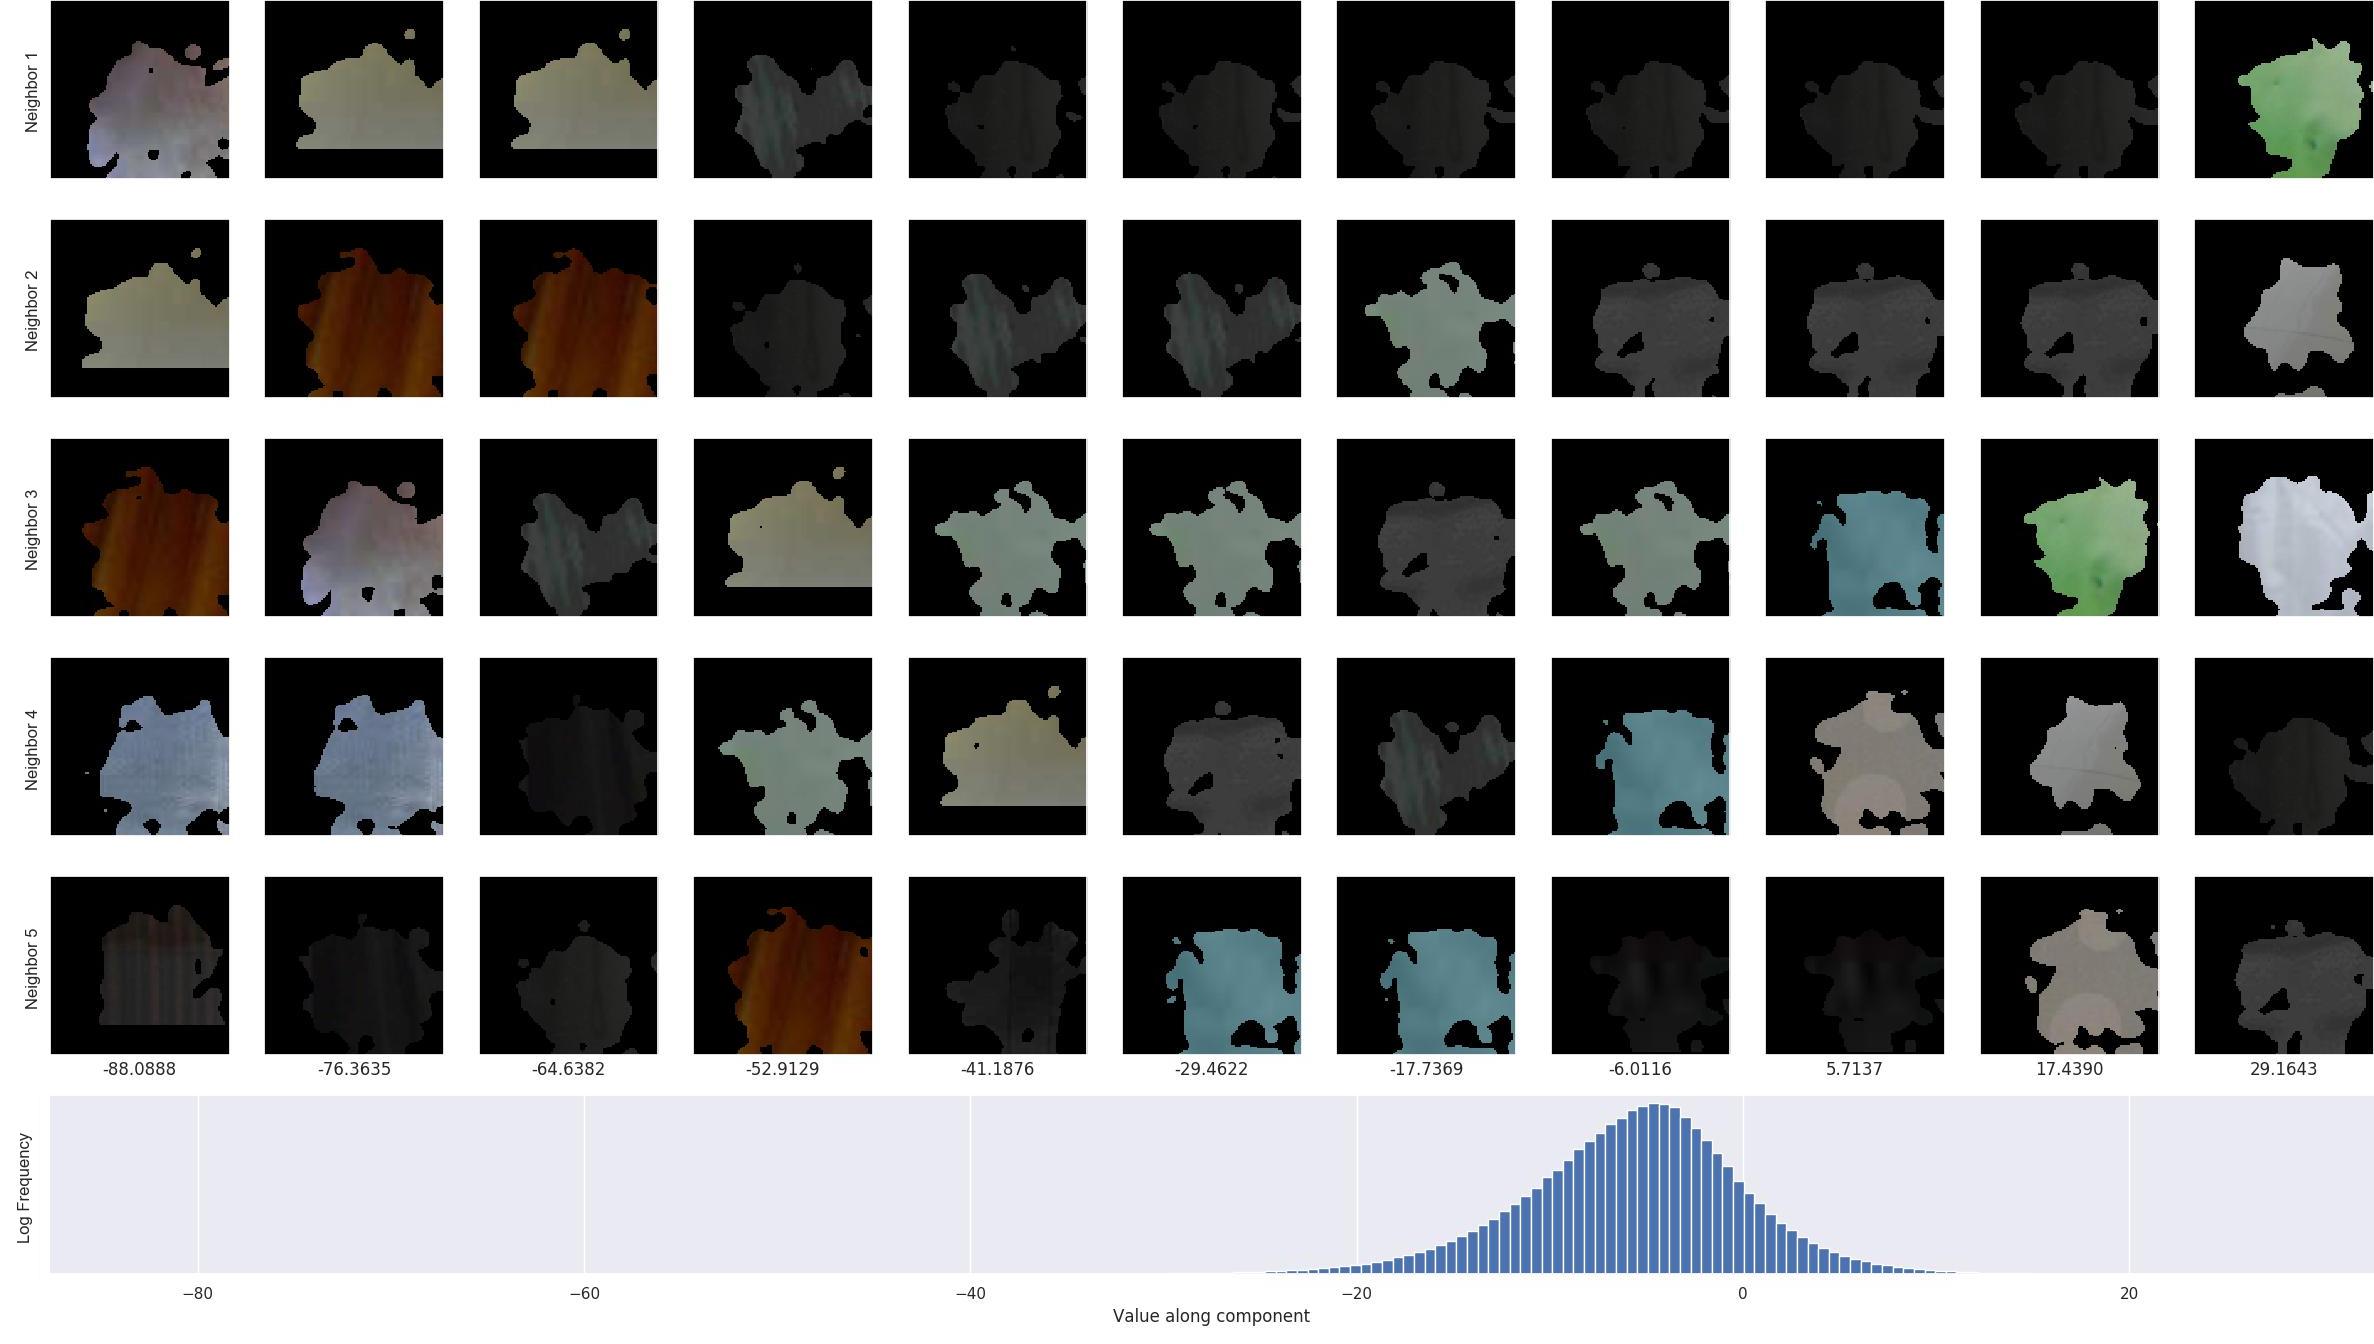 Neighbor 1
Neighbor 2
Neighbor 3
Neighbor 4
Neighbor 5
-88.0888 -76.3635 -64.6382 -52.9129 -41.1876 -29.4622 -17.7369 -6.0116 5.7137 17.4390 29.1643
Log Frequency
−80 −60 −40 −20 0 20
Value along component